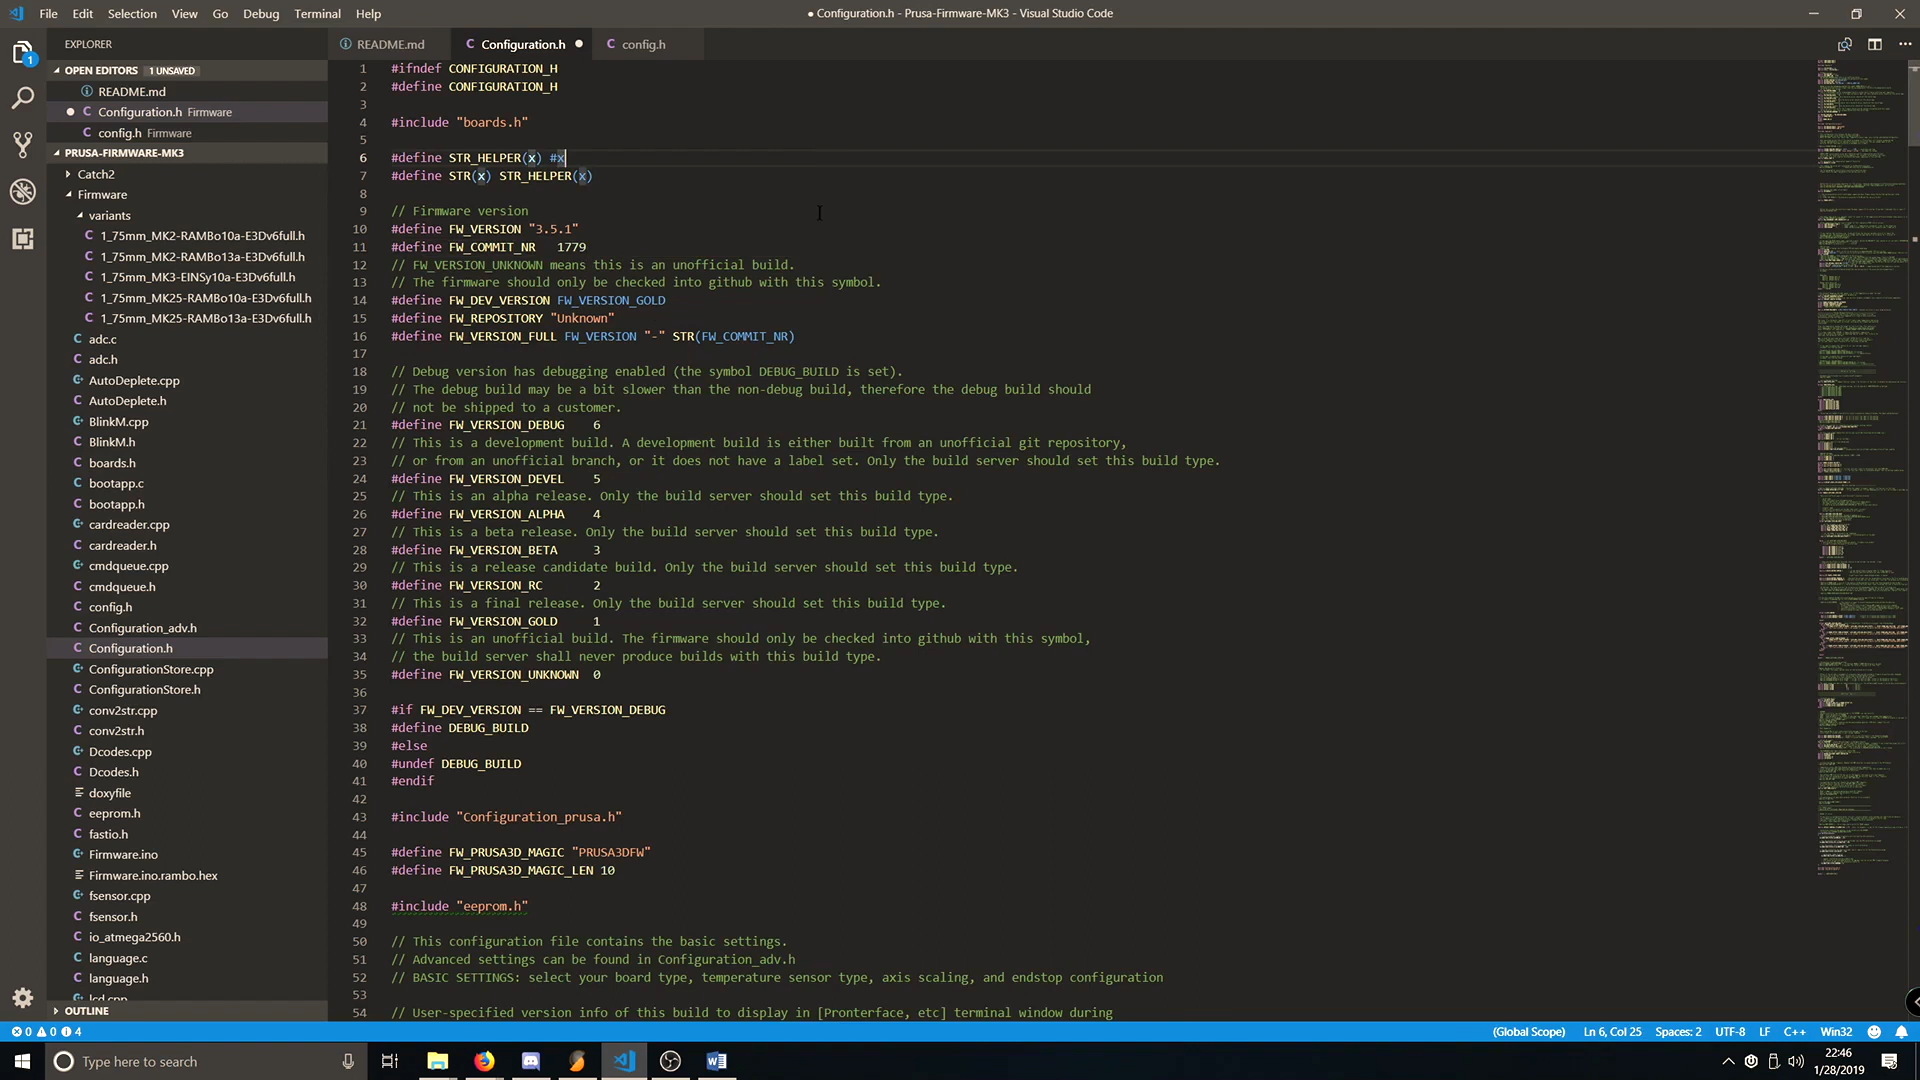 File Edit Selection View Go Debug Terminal Help
● Configuration.h - Prusa-Firmware-MK3 - Visual Studio Code
EXPLORER
OPEN EDITORS 1 UNSAVED
README.md
Configuration.h Firmware
config.h Firmware
PRUSA-FIRMWARE-MK3
Catch2
Firmware
variants
1_75mm_MK2-RAMBo10a-E3Dv6full.h
1_75mm_MK2-RAMBo13a-E3Dv6full.h
1_75mm_MK3-EINSy10a-E3Dv6full.h
1_75mm_MK25-RAMBo10a-E3Dv6full.h
1_75mm_MK25-RAMBo13a-E3Dv6full.h
adc.c
adc.h
AutoDeplete.cpp
AutoDeplete.h
BlinkM.cpp
BlinkM.h
boards.h
bootapp.c
bootapp.h
cardreader.cpp
cardreader.h
cmdqueue.cpp
cmdqueue.h
config.h
Configuration_adv.h
Configuration.h
ConfigurationStore.cpp
ConfigurationStore.h
conv2str.cpp
conv2str.h
Dcodes.cpp
Dcodes.h
doxyfile
eeprom.h
fastio.h
Firmware.ino
Firmware.ino.rambo.hex
fsensor.cpp
fsensor.h
io_atmega2560.h
language.c
language.h
lcd.cpp
OUTLINE
README.md
Configuration.h
config.h
1 #ifndef CONFIGURATION_H
2 #define CONFIGURATION_H
3
4 #include "boards.h"
5
6 #define STR_HELPER(x) #x
7 #define STR(x) STR_HELPER(x)
8
9 // Firmware version
10 #define FW_VERSION "3.5.1"
11 #define FW_COMMIT_NR   1779
12 // FW_VERSION_UNKNOWN means this is an unofficial build.
13 // The firmware should only be checked into github with this symbol.
14 #define FW_DEV_VERSION FW_VERSION_GOLD
15 #define FW_REPOSITORY "Unknown"
16 #define FW_VERSION_FULL FW_VERSION "-" STR(FW_COMMIT_NR)
17
18 // Debug version has debugging enabled (the symbol DEBUG_BUILD is set).
19 // The debug build may be a bit slower than the non-debug build, therefore the debug build should
20 // not be shipped to a customer.
21 #define FW_VERSION_DEBUG    6
22 // This is a development build. A development build is either built from an unofficial git repository,
23 // or from an unofficial branch, or it does not have a label set. Only the build server should set this build type.
24 #define FW_VERSION_DEVEL    5
25 // This is an alpha release. Only the build server should set this build type.
26 #define FW_VERSION_ALPHA    4
27 // This is a beta release. Only the build server should set this build type.
28 #define FW_VERSION_BETA     3
29 // This is a release candidate build. Only the build server should set this build type.
30 #define FW_VERSION_RC       2
31 // This is a final release. Only the build server should set this build type.
32 #define FW_VERSION_GOLD     1
33 // This is an unofficial build. The firmware should only be checked into github with this symbol,
34 // the build server shall never produce builds with this build type.
35 #define FW_VERSION_UNKNOWN  0
36
37 #if FW_DEV_VERSION == FW_VERSION_DEBUG
38 #define DEBUG_BUILD
39 #else
40 #undef DEBUG_BUILD
41 #endif
42
43 #include "Configuration_prusa.h"
44
45 #define FW_PRUSA3D_MAGIC "PRUSA3DFW"
46 #define FW_PRUSA3D_MAGIC_LEN 10
47
48 #include "eeprom.h"
49
50 // This configuration file contains the basic settings.
51 // Advanced settings can be found in Configuration_adv.h
52 // BASIC SETTINGS: select your board type, temperature sensor type, axis scaling, and endstop configuration
53
54 // User-specified version info of this build to display in [Pronterface, etc] terminal window during
0 0 4
(Global Scope) Ln 6, Col 25 Spaces: 2 UTF-8 LF C++ Win32
Type here to search
22:46
1/28/2019